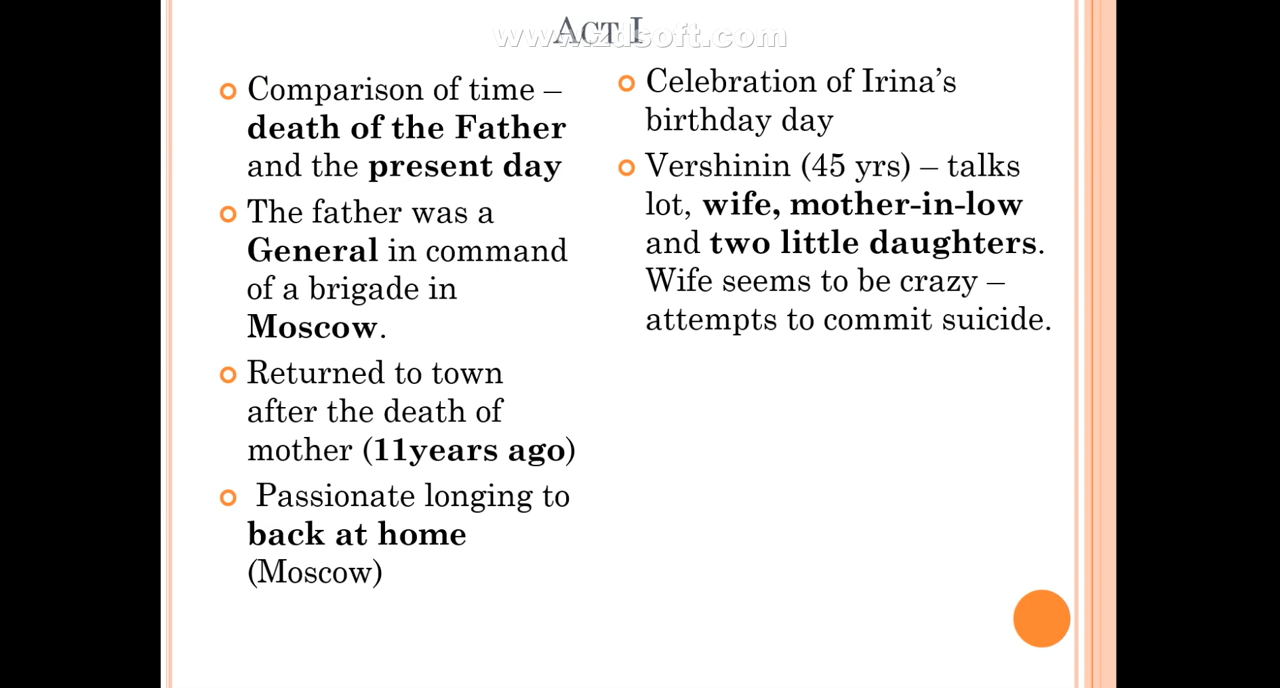 Act I
Comparison of time –
death of the Father
and the present day
The father was a
General in command
of a brigade in
Moscow.
Returned to town
after the death of
mother (11years ago)
Passionate longing to
back at home
(Moscow)
Celebration of Irina’s
birthday day
Vershinin (45 yrs) – talks
lot, wife, mother-in-low
and two little daughters.
Wife seems to be crazy –
attempts to commit suicide.